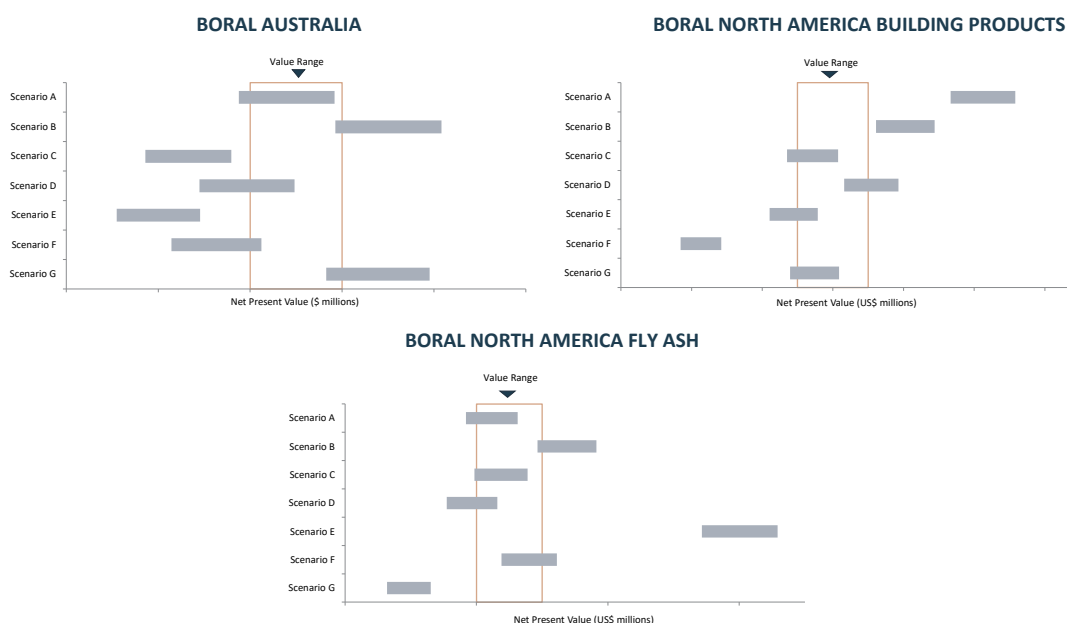 BORAL AUSTRALIA
Value Range
Scenario A
Scenario B
Scenario C
Scenario D
Scenario E
Scenario F
Scenario G
Net Present Value ($ millions)
BORAL NORTH AMERICA BUILDING PRODUCTS
Value Range
Scenario A
Scenario B
Scenario C
Scenario D
Scenario E
Scenario F
Scenario G
Net Present Value (US$ millions)
BORAL NORTH AMERICA FLY ASH
Value Range
Scenario A
Scenario B
Scenario C
Scenario D
Scenario E
Scenario F
Scenario G
Net Present Value (US$ millions)